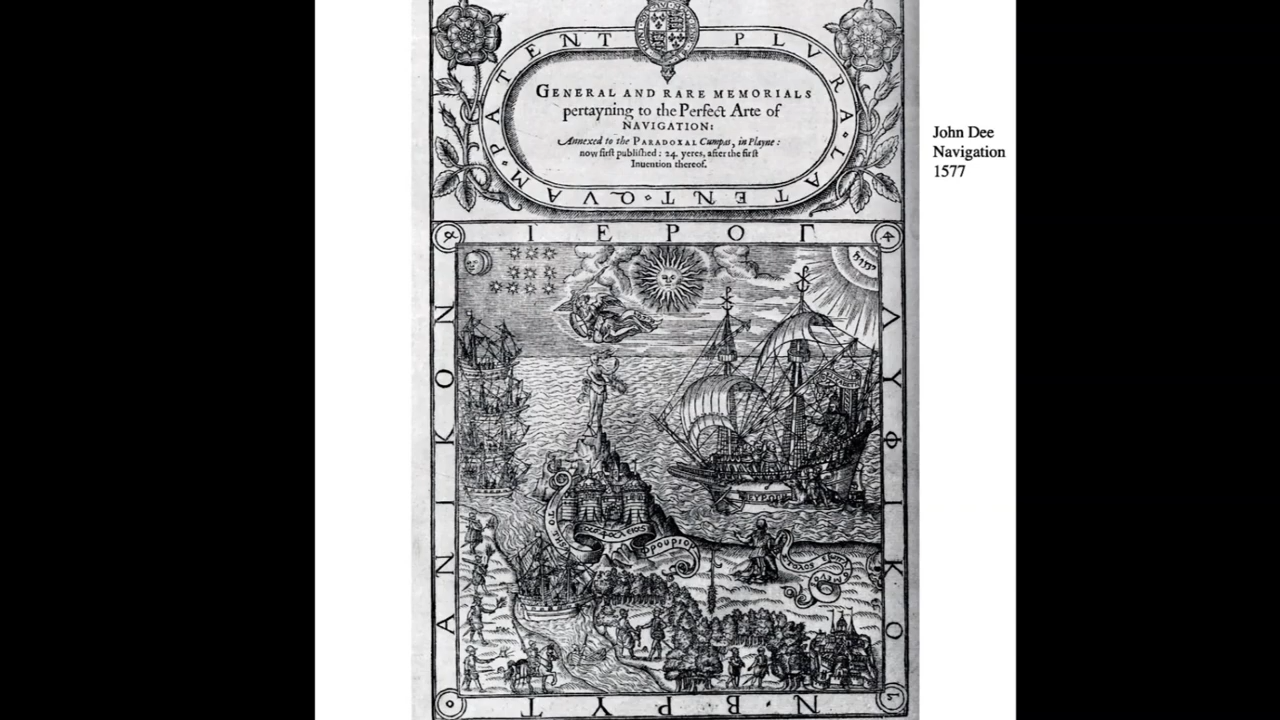 PLVRA · LATENT · QVAM · PATENT
GENERAL AND RARE MEMORIALS
pertayning to the Perfect Arte of
NAVIGATION:
Annexed to the PARADOXAL Cumpas, in Playne:
now firſt publiſhed: 24. yeres, after the firſt
Inuention thereof.
ΙΕΡΟΓ
ΛΥΦΙΚΟ
Ν·ΒΡΥΤ
ΑΝΙΚΟΝ
John Dee
Navigation
1577